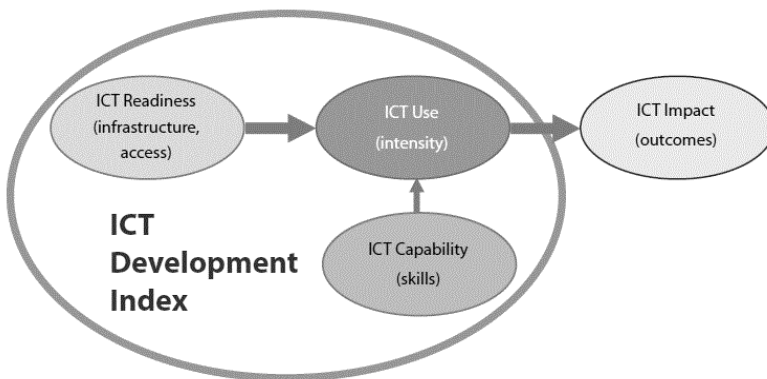 ICT Readiness
(infrastructure,
access)
ICT Use
(intensity)
ICT Impact
(outcomes)
ICT Capability
(skills)
ICT
Development
Index